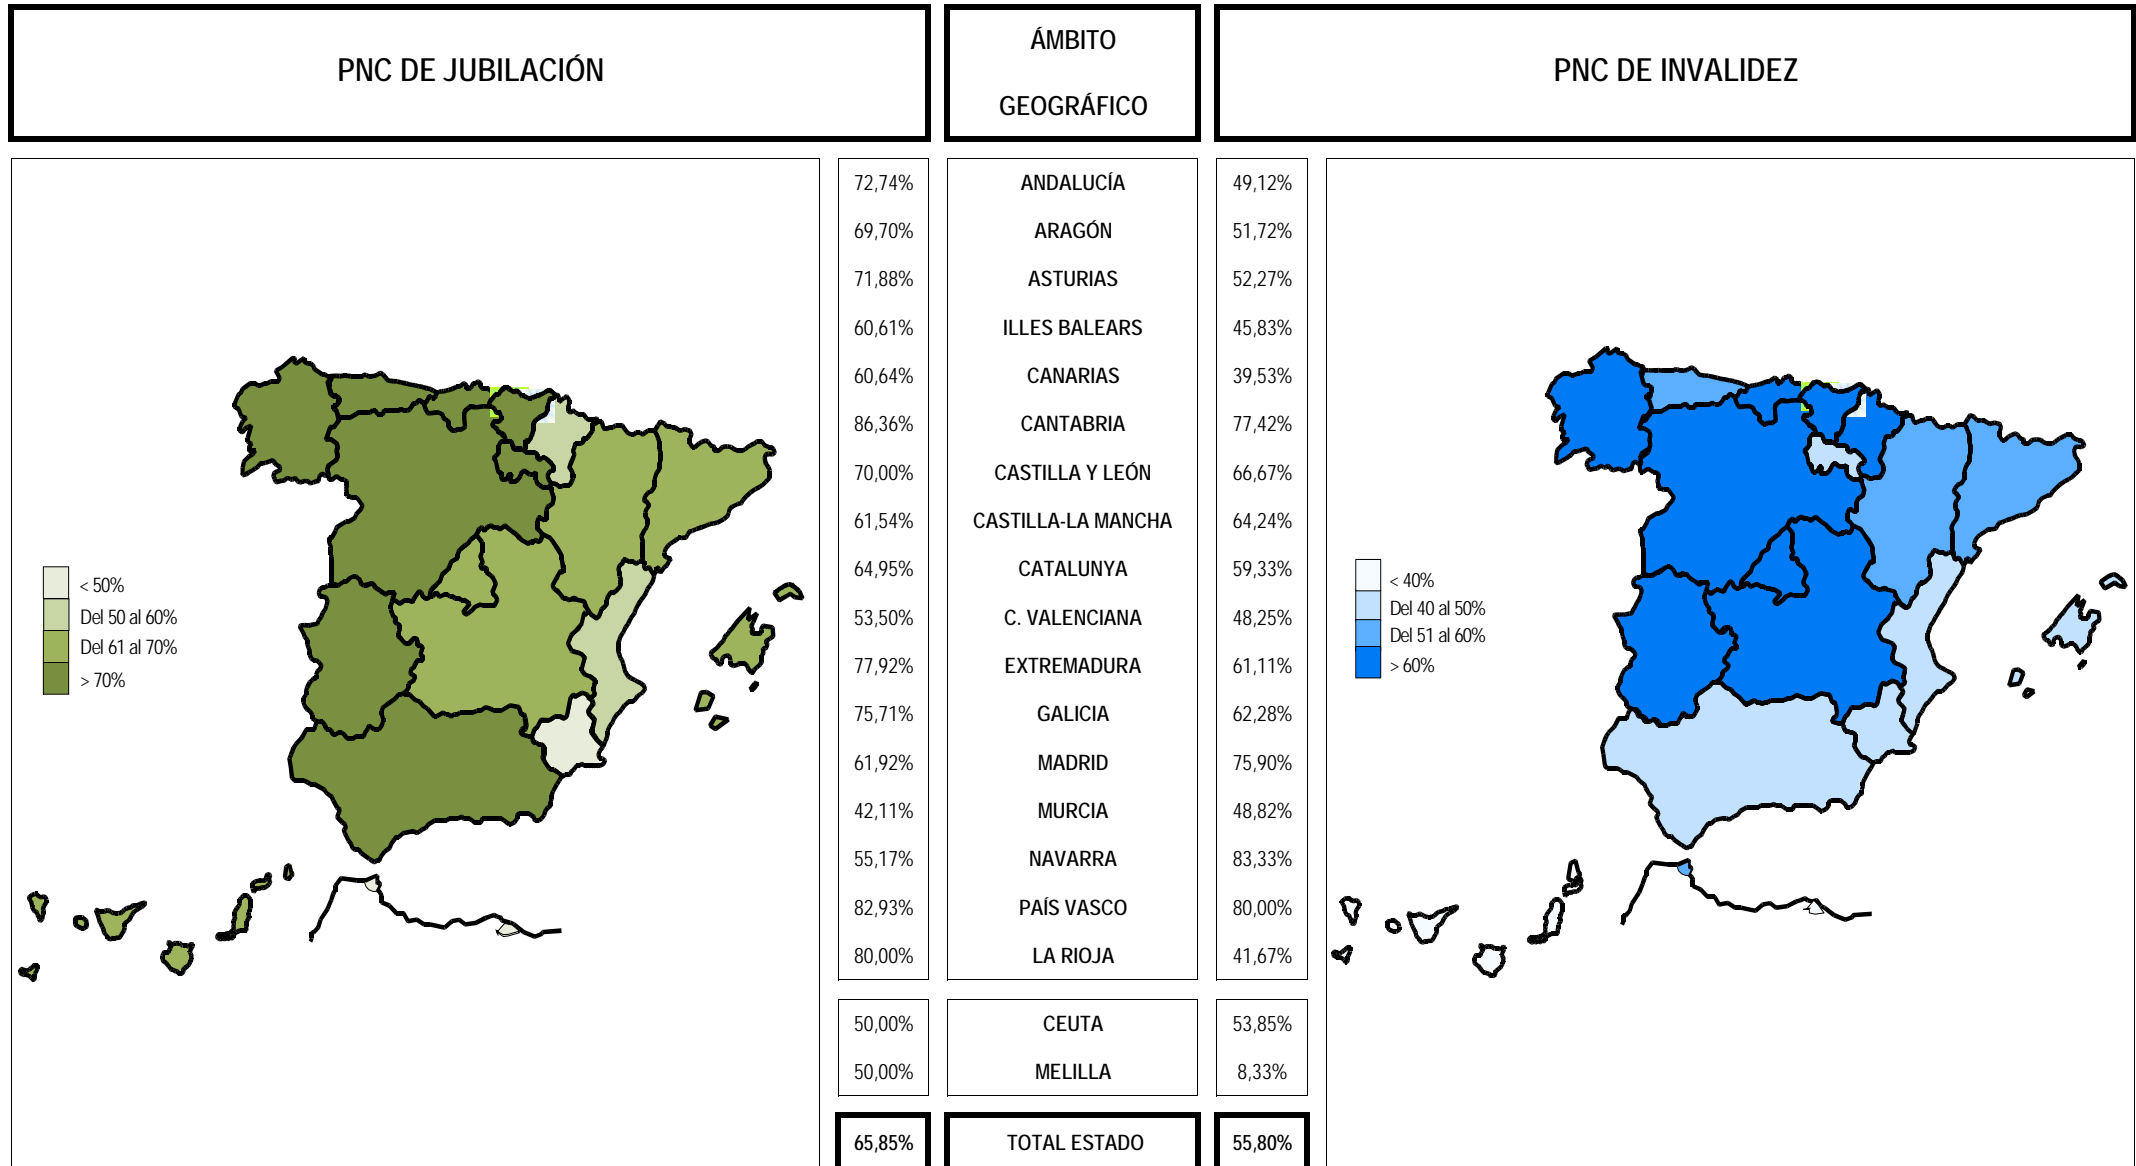 PNC DE JUBILACIÓN
ÁMBITO
GEOGRÁFICO
PNC DE INVALIDEZ
72,74% ANDALUCÍA 49,12%
69,70% ARAGÓN 51,72%
71,88% ASTURIAS 52,27%
60,61% ILLES BALEARS 45,83%
60,64% CANARIAS 39,53%
86,36% CANTABRIA 77,42%
70,00% CASTILLA Y LEÓN 66,67%
61,54% CASTILLA-LA MANCHA 64,24%
64,95% CATALUNYA 59,33%
53,50% C. VALENCIANA 48,25%
77,92% EXTREMADURA 61,11%
75,71% GALICIA 62,28%
61,92% MADRID 75,90%
42,11% MURCIA 48,82%
55,17% NAVARRA 83,33%
82,93% PAÍS VASCO 80,00%
80,00% LA RIOJA 41,67%
50,00% CEUTA 53,85%
50,00% MELILLA 8,33%
65,85% TOTAL ESTADO 55,80%
< 50%
Del 50 al 60%
Del 61 al 70%
> 70%
< 40%
Del 40 al 50%
Del 51 al 60%
> 60%